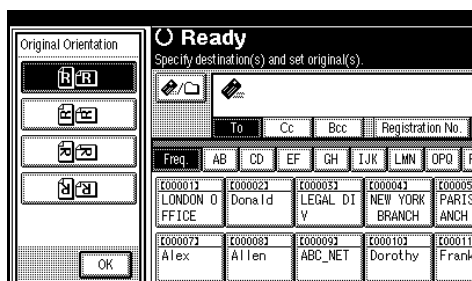 Original Orientation
R R
R R
R R
R R
OK
Ready
Specify destination(s) and set original(s).
To Cc Bcc Registration No.
Freq. AB CD EF GH IJK LMN OPQ
[00001] [00002] [00003] [00004] [00005
LONDON O Donald LEGAL DI NEW YORK PARIS
FFICE V BRANCH ANCH
[00007] [00008] [00009] [00010] [00011
Alex Allen ABC_NET Dorothy Frank